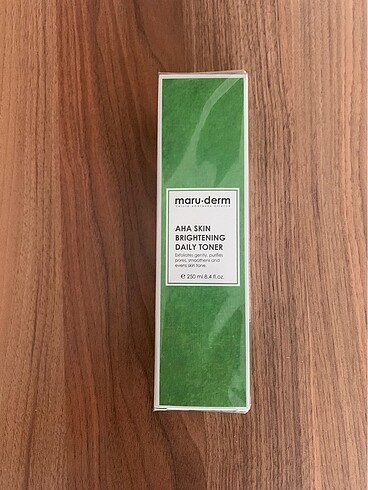 maru·derm
AHA SKIN
BRIGHTENING
DAILY TONER
Exfoliates gently, purifies
pores, smoothens and
evens skin tone.
℮ 250 ml 8.4 fl.oz.